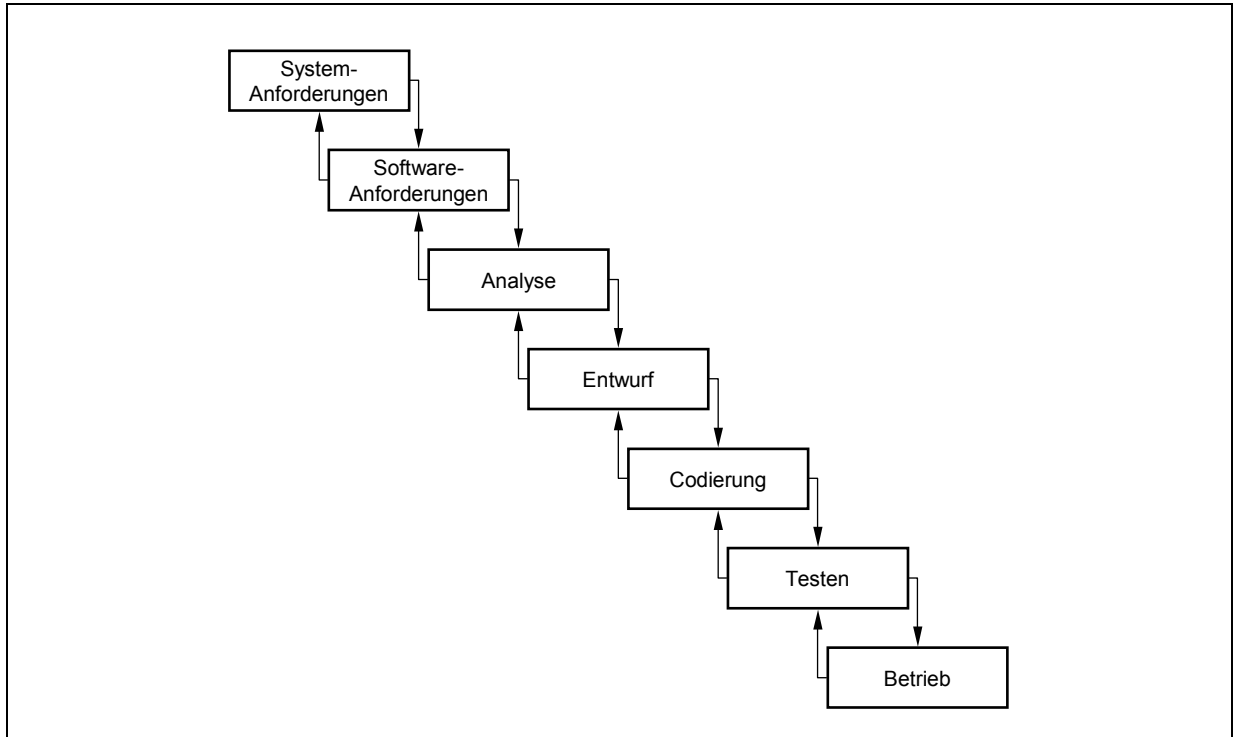 System-
Anforderungen
Software-
Anforderungen
Analyse
Entwurf
Codierung
Testen
Betrieb